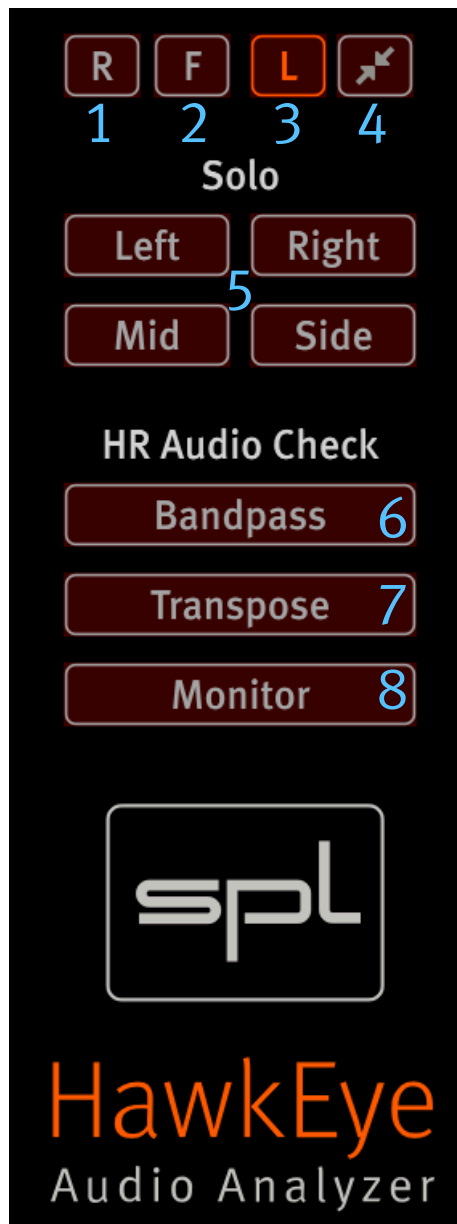 R F L
1 2 3 4
Solo
Left Right
5
Mid Side
HR Audio Check
Bandpass 6
Transpose 7
Monitor 8
spl
HawkEye
Audio Analyzer